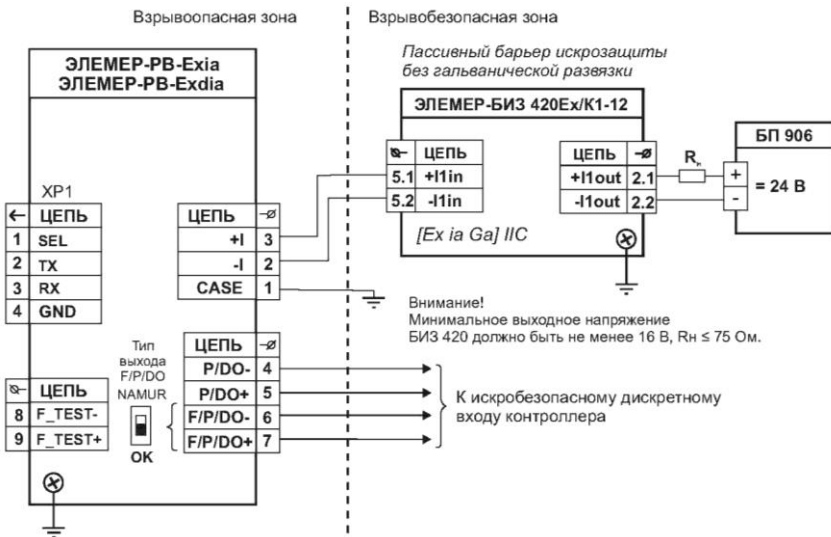 Взрывоопасная зона
Взрывобезопасная зона
ЭЛЕМЕР-РВ-Exia
ЭЛЕМЕР-РВ-Exdia
Пассивный барьер искрозащиты
без гальванической развязки
ЭЛЕМЕР-БИЗ 420Ex/К1-12
ЦЕПЬ
5.1 +I1in
5.2 -I1in
ЦЕПЬ
+I1out 2.1
-I1out 2.2
[Ex ia Ga] IIC
Rн
БП 906
+
-
= 24 В
XP1
ЦЕПЬ
1 SEL
2 TX
3 RX
4 GND
ЦЕПЬ
+I 3
-I 2
CASE 1
Внимание!
Минимальное выходное напряжение
БИЗ 420 должно быть не менее 16 В, Rн ≤ 75 Ом.
Тип
выхода
F/P/DO
NAMUR
OK
ЦЕПЬ
P/DO- 4
P/DO+ 5
F/P/DO- 6
F/P/DO+ 7
ЦЕПЬ
8 F_TEST-
9 F_TEST+
К искробезопасному дискретному
входу контроллера